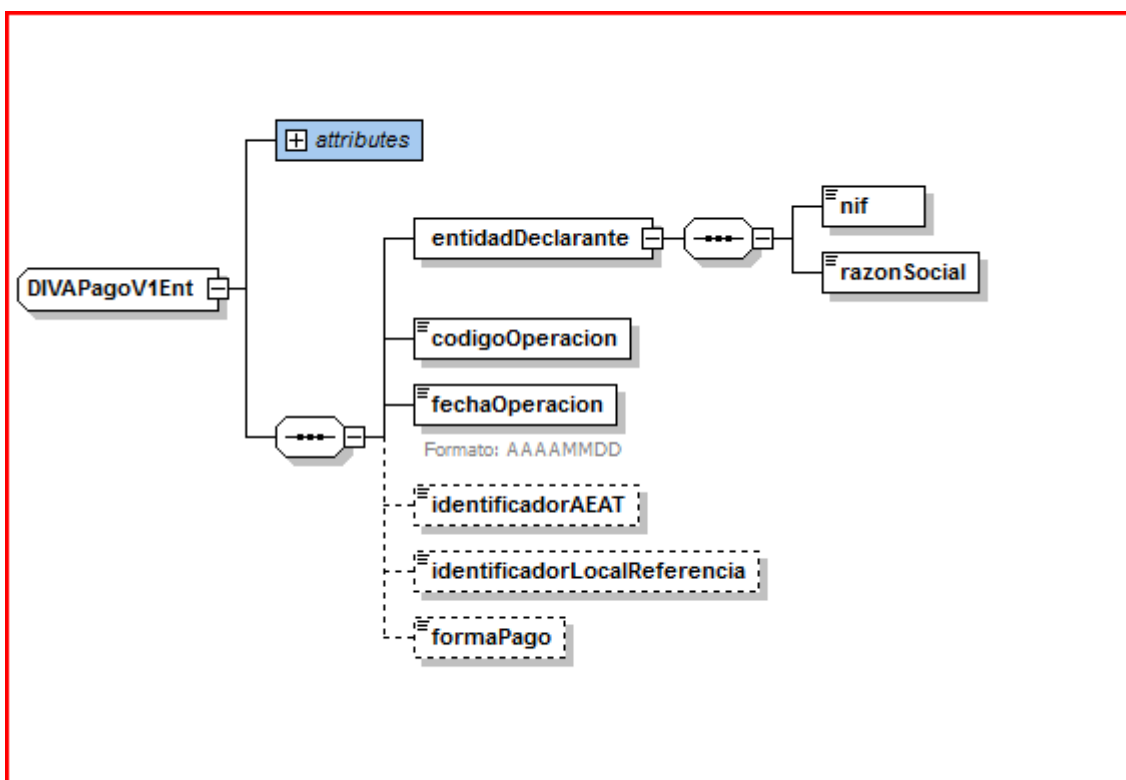 attributes
nif
entidadDeclarante
razonSocial
DIVAPagoV1Ent
codigoOperacion
fechaOperacion
Formato: AAAAMMDD
identificadorAEAT
identificadorLocalReferencia
formaPago